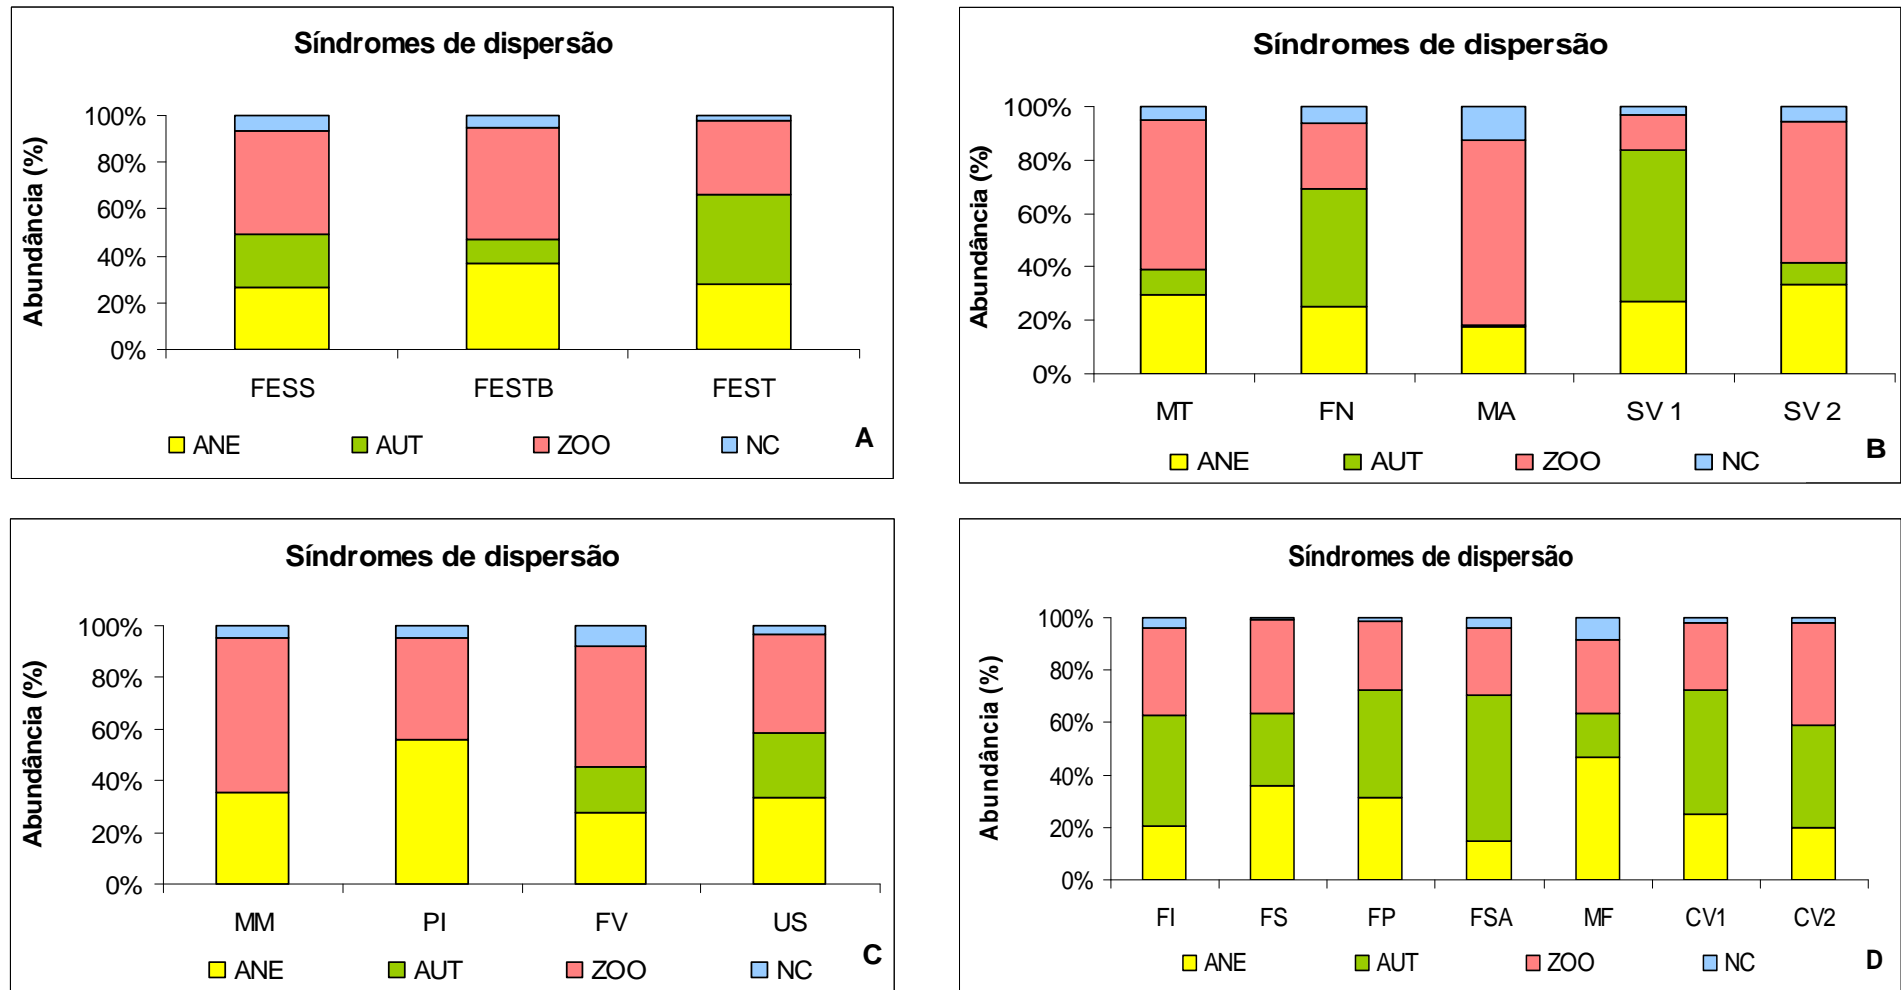 Síndromes de dispersão
Abundância (%)
100%
80%
60%
40%
20%
0%
FESS FESTB FEST
ANE AUT ZOO NC
A
Síndromes de dispersão
Abundância (%)
100%
80%
60%
40%
20%
0%
MT FN MA SV 1 SV 2
ANE AUT ZOO NC
B
Síndromes de dispersão
Abundância (%)
100%
80%
60%
40%
20%
0%
MM PI FV US
ANE AUT ZOO NC
C
Síndromes de dispersão
Abundância (%)
100%
80%
60%
40%
20%
0%
FI FS FP FSA MF CV1 CV2
ANE AUT ZOO NC
D